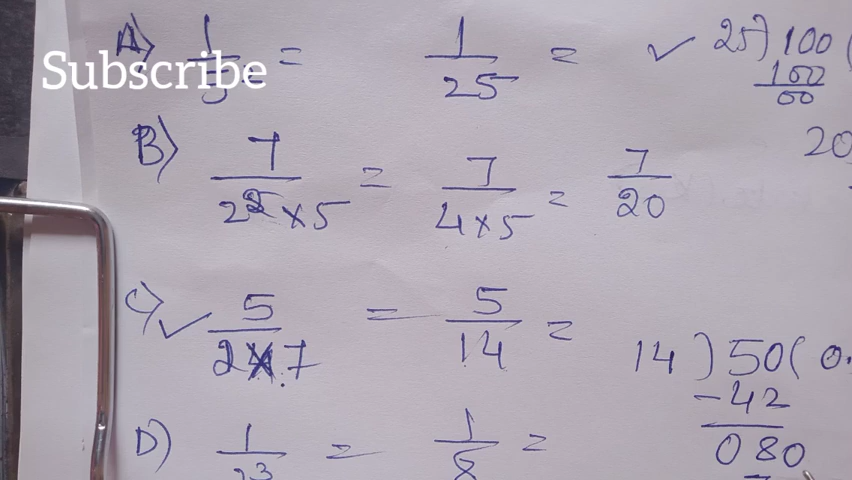 A) 1/5² = 1/25 = ✓ 25) 100 (
100
00
Subscribe
B) 7/2² × 5 = 7/4 × 5 = 7/20
20
C) ✓ 5/2 × 7 = 5/14 =
14 ) 50 ( 0.
- 42
080
D) 1/2³ = 1/8 =